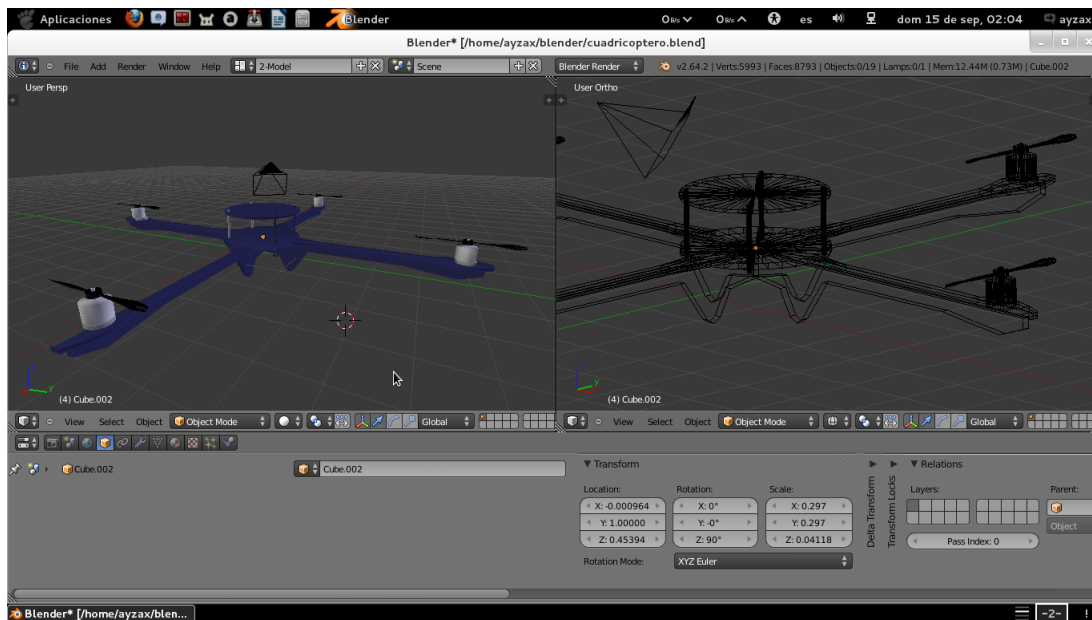 Aplicaciones Blender 0 B/s 0 B/s es dom 15 de sep, 02:04 ayzax
Blender* [/home/ayzax/blender/cuadricoptero.blend]
File Add Render Window Help 2-Model Scene Blender Render v2.64.2 | Verts:5993 | Faces:8793 | Objects:0/19 | Lamps:0/1 | Mem:12.44M (0.73M) | Cube.002
User Persp User Ortho
(4) Cube.002 (4) Cube.002
View Select Object Object Mode Global View Select Object Object Mode Global
Cube.002 Cube.002
Transform
Location: Rotation: Scale:
X: -0.000964 X: 0° X: 0.297
Y: 1.00000 Y: -0° Y: 0.297
Z: 0.45394 Z: 90° Z: 0.04118
Rotation Mode: XYZ Euler
Delta Transform
Transform Locks
Relations
Layers: Parent:
Object
Pass Index: 0
Blender* [/home/ayzax/blen... -2-